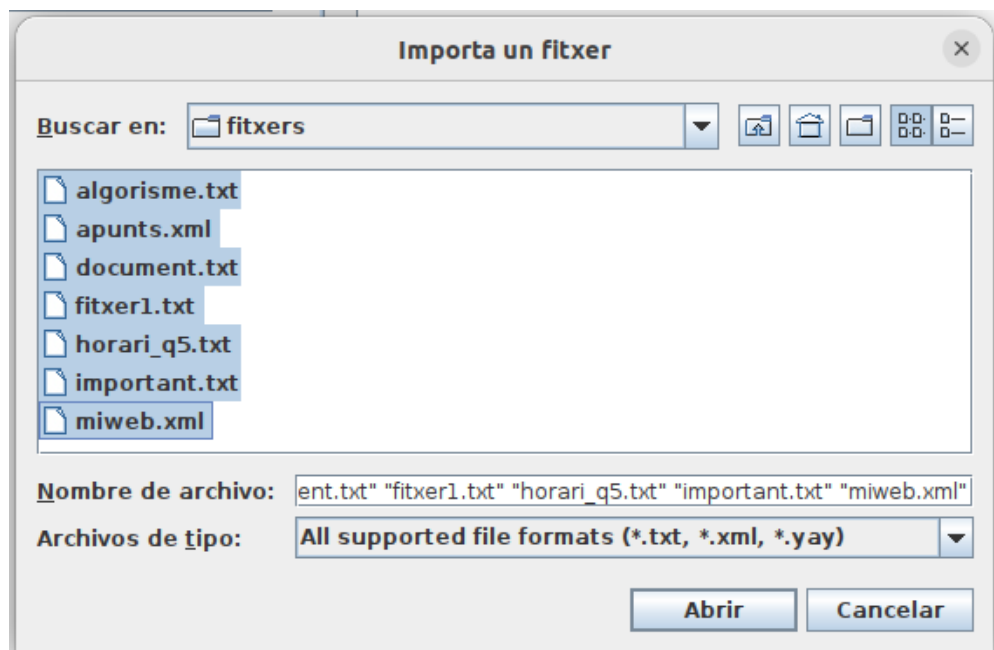 Importa un fitxer
Buscar en: fitxers
algorisme.txt
apunts.xml
document.txt
fitxer1.txt
horari_q5.txt
important.txt
miweb.xml
Nombre de archivo: ent.txt" "fitxer1.txt" "horari_q5.txt" "important.txt" "miweb.xml"
Archivos de tipo: All supported file formats (*.txt, *.xml, *.yay)
Abrir Cancelar